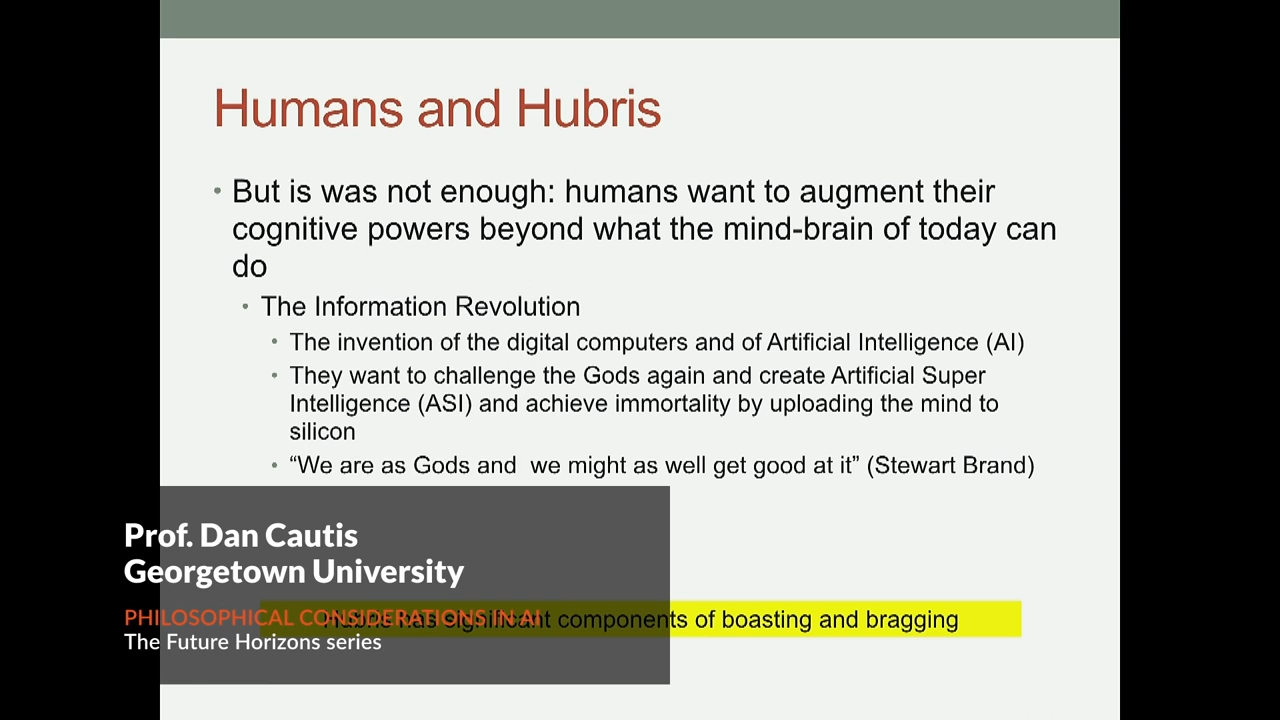 Humans and Hubris
But is was not enough: humans want to augment their
cognitive powers beyond what the mind-brain of today can
do
The Information Revolution
The invention of the digital computers and of Artificial Intelligence (AI)
They want to challenge the Gods again and create Artificial Super
Intelligence (ASI) and achieve immortality by uploading the mind to
silicon
“We are as Gods and  we might as well get good at it” (Stewart Brand)
Prof. Dan Cautis
Georgetown University
PHILOSOPHICAL CONSIDERATIONS IN AI
Hubris has significant components of boasting and bragging
The Future Horizons series